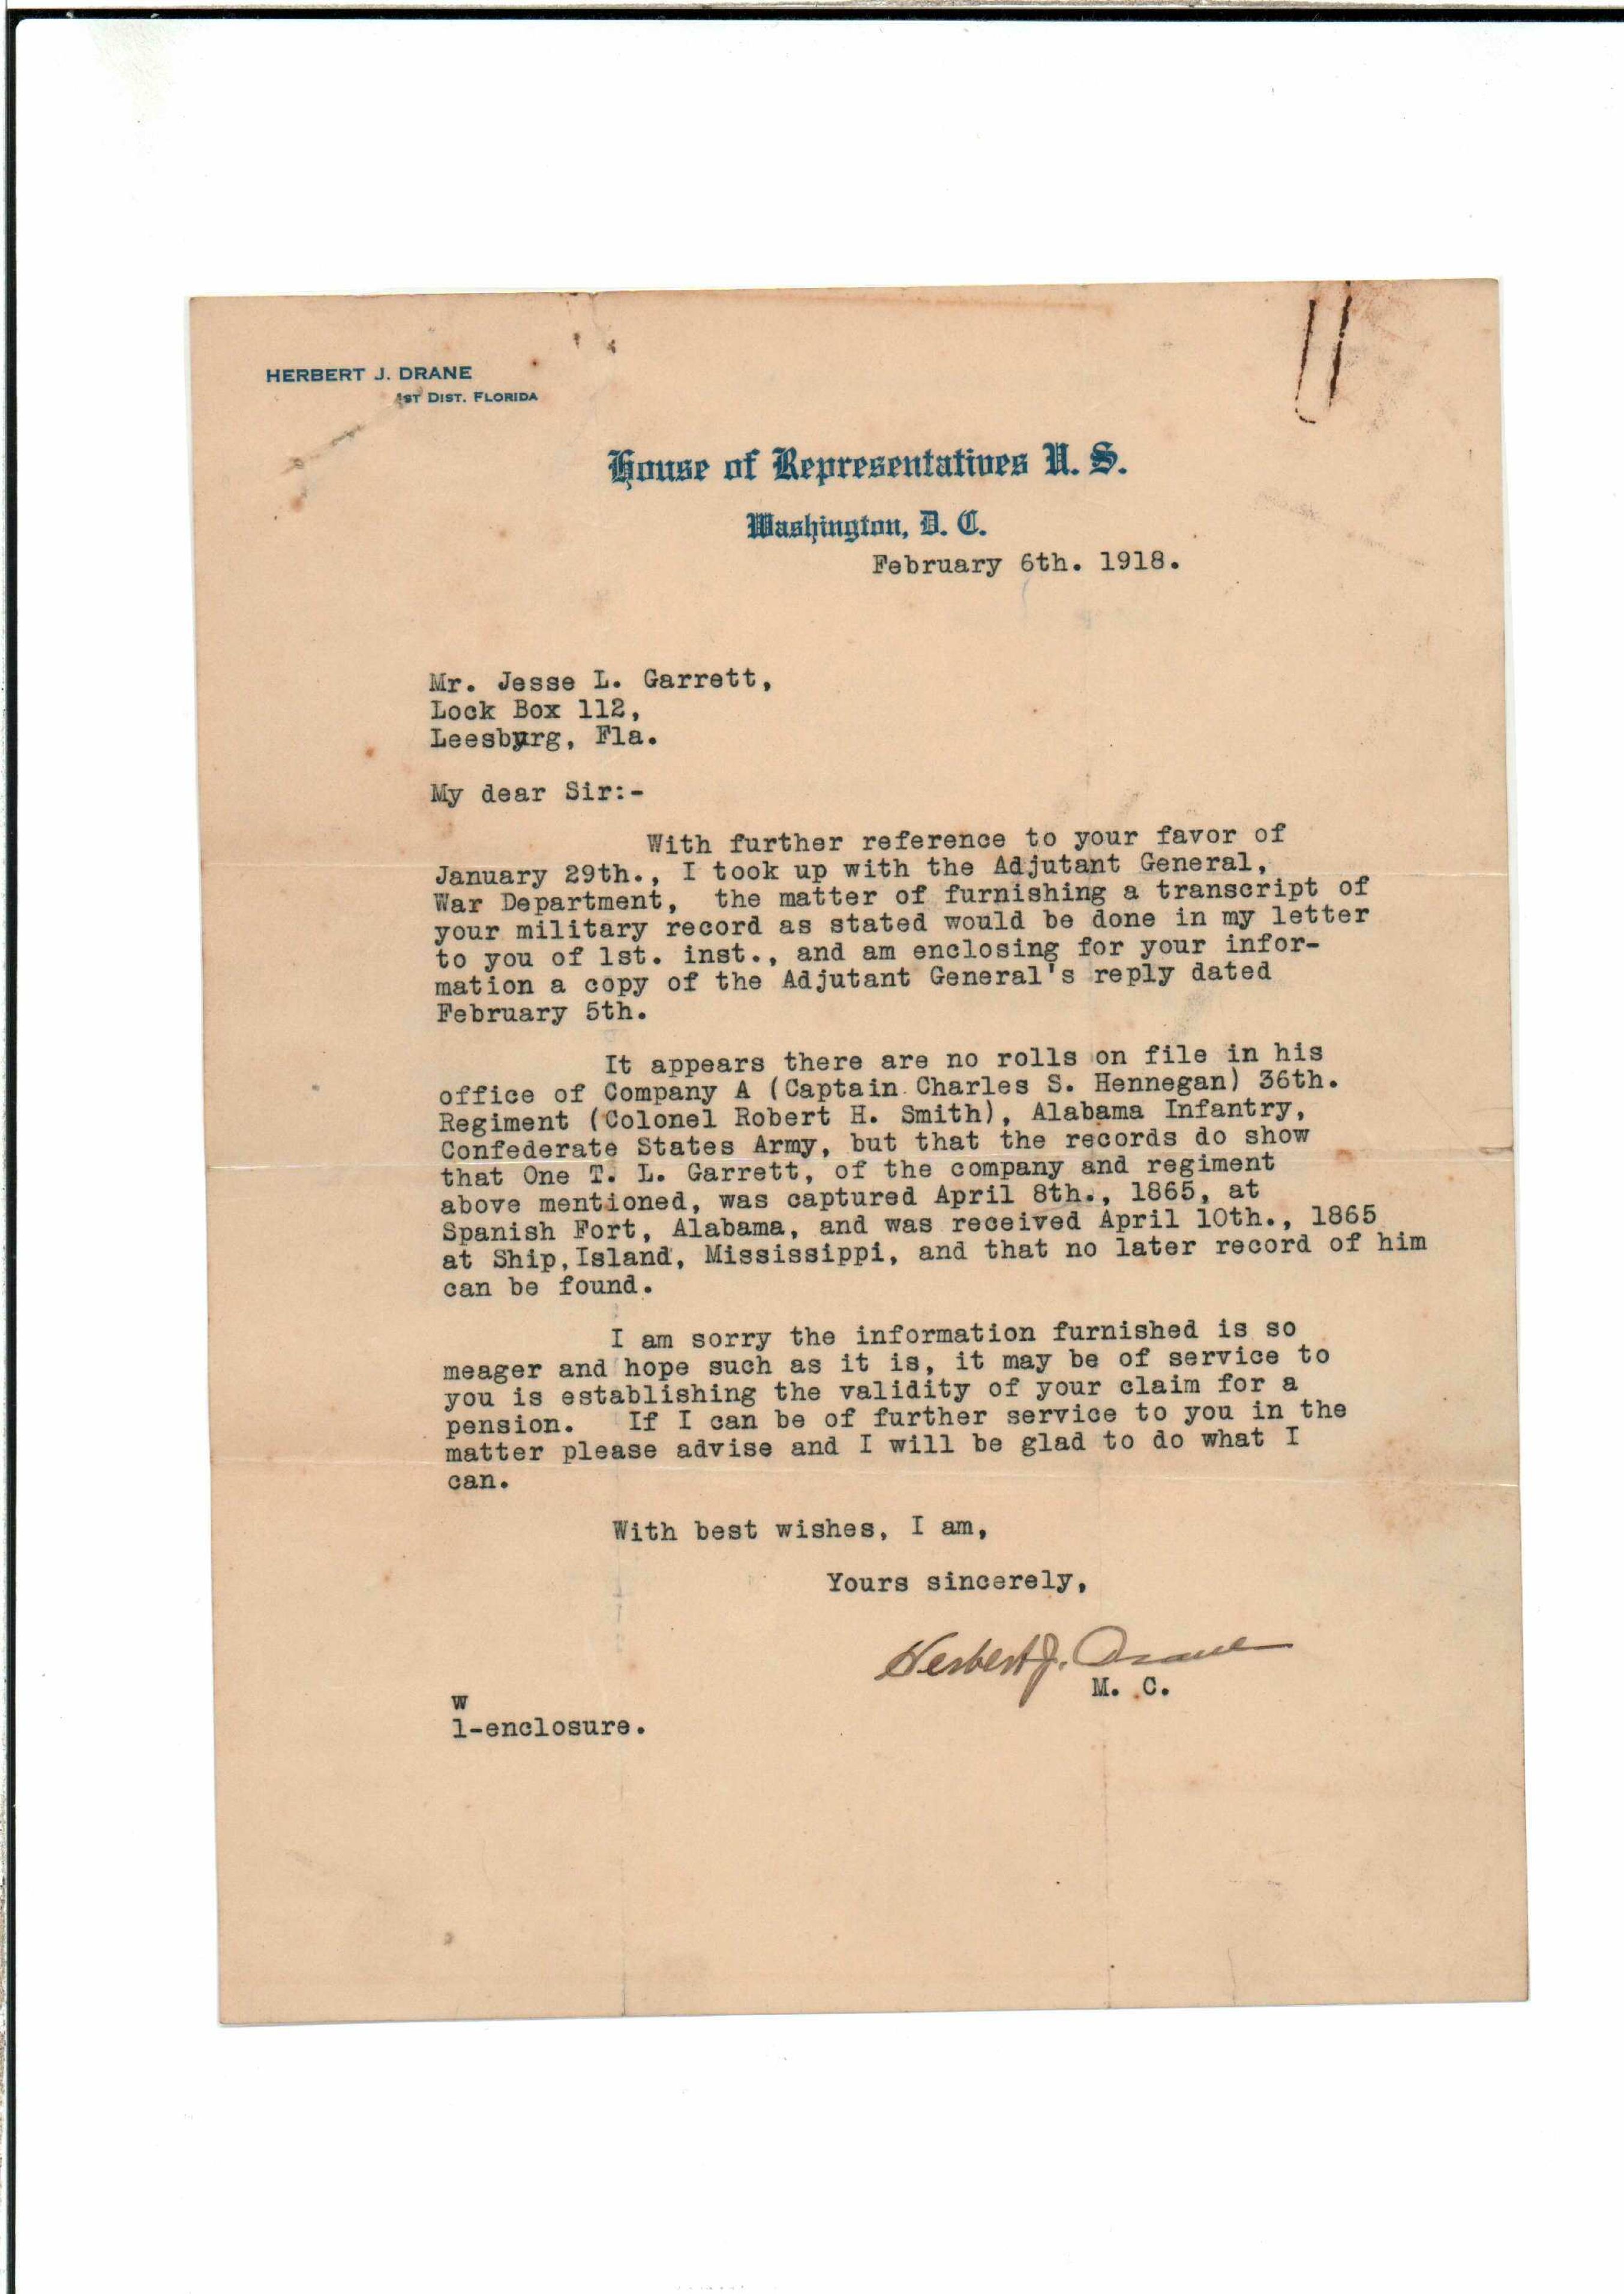 HERBERT J. DRANE
1ST DIST. FLORIDA
House of Representatives U. S.
Washington, D. C.
February 6th. 1918.
Mr. Jesse L. Garrett,
Lock Box 112,
Leesburg, Fla.
My dear Sir:-
With further reference to your favor of
January 29th., I took up with the Adjutant General,
War Department, the matter of furnishing a transcript of
your military record as stated would be done in my letter
to you of 1st. inst., and am enclosing for your infor-
mation a copy of the Adjutant General's reply dated
February 5th.
It appears there are no rolls on file in his
office of Company A (Captain Charles S. Hennegan) 36th.
Regiment (Colonel Robert H. Smith), Alabama Infantry,
Confederate States Army, but that the records do show
that One T. L. Garrett, of the company and regiment
above mentioned, was captured April 8th., 1865, at
Spanish Fort, Alabama, and was received April 10th., 1865
at Ship,Island, Mississippi, and that no later record of him
can be found.
I am sorry the information furnished is so
meager and hope such as it is, it may be of service to
you is establishing the validity of your claim for a
pension. If I can be of further service to you in the
matter please advise and I will be glad to do what I
can.
With best wishes, I am,
Yours sincerely,
Herbert J. Drane
M. C.
W
1-enclosure.